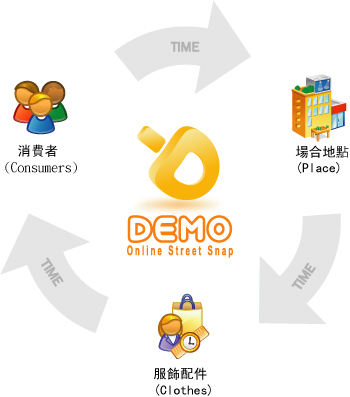 TIME
消費者
(Consumers)
場合地點
(Place)
DEMO
Online Street Snap
TIME
TIME
服飾配件
(Clothes)